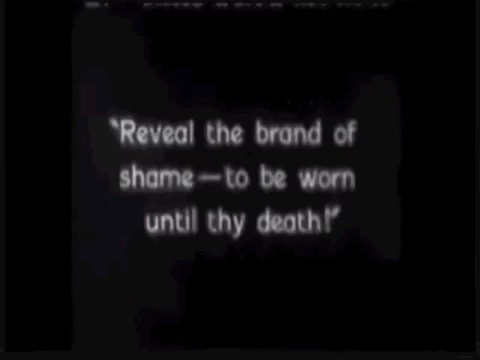 "Reveal the brand of
shame—to be worn
until thy death!"